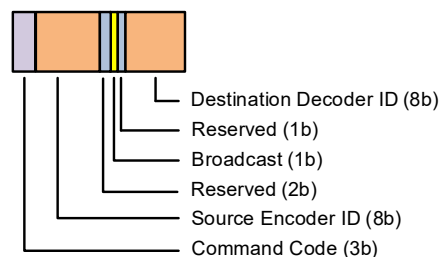 Destination Decoder ID (8b)
Reserved (1b)
Broadcast (1b)
Reserved (2b)
Source Encoder ID (8b)
Command Code (3b)